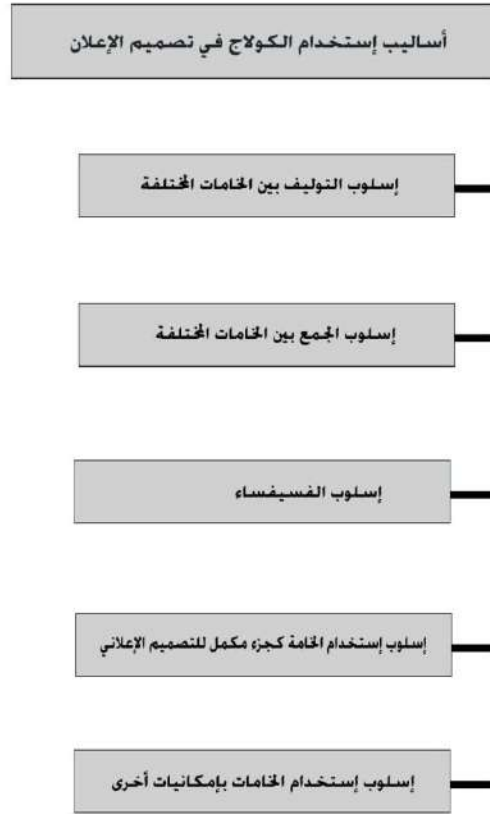 أساليب إستخدام الكولاج في تصميم الإعلان
إسلوب التوليف بين الخامات المختلفة
إسلوب الجمع بين الخامات المختلفة
إسلوب الفسيفساء
إسلوب إستخدام الخامة كجزء مكمل للتصميم الإعلاني
إسلوب إستخدام الخامات بإمكانيات أخرى